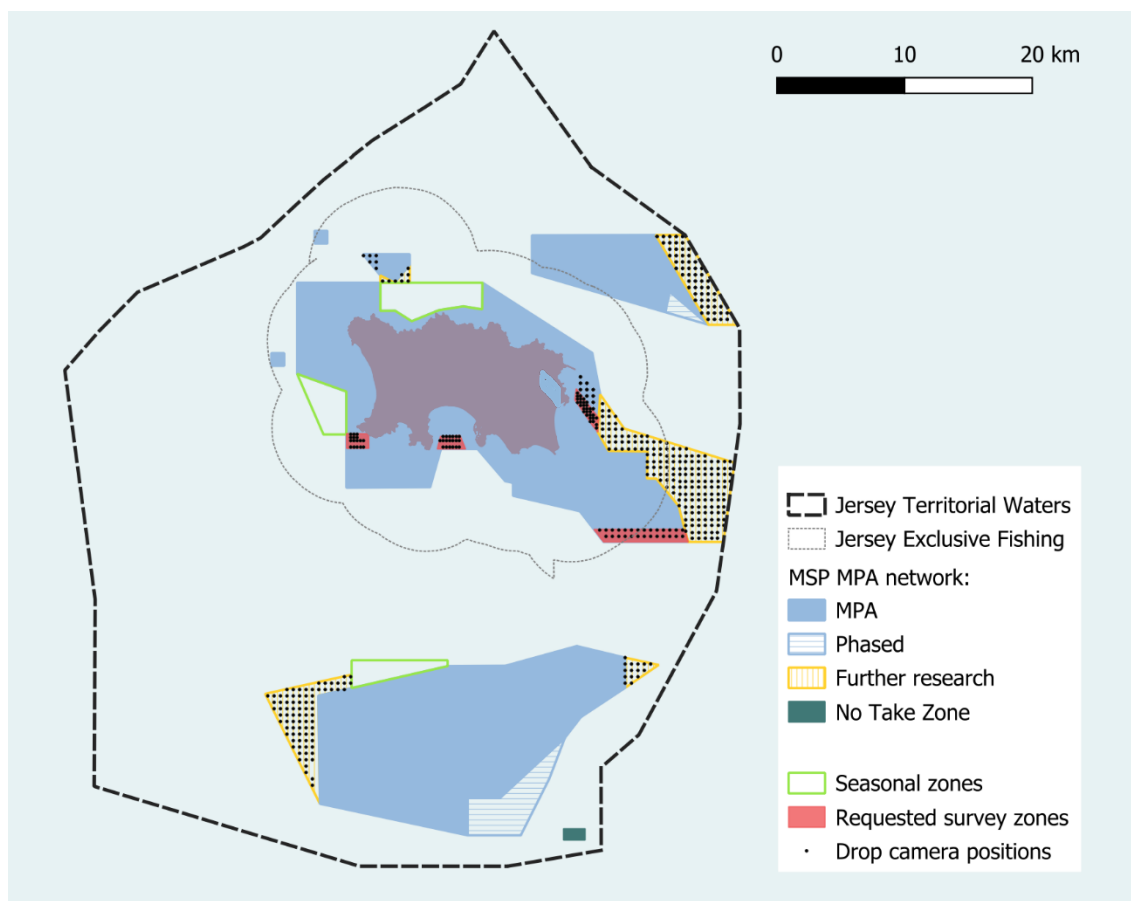 0 10 20 km
Jersey Territorial Waters
Jersey Exclusive Fishing
MSP MPA network:
MPA
Phased
Further research
No Take Zone
Seasonal zones
Requested survey zones
Drop camera positions